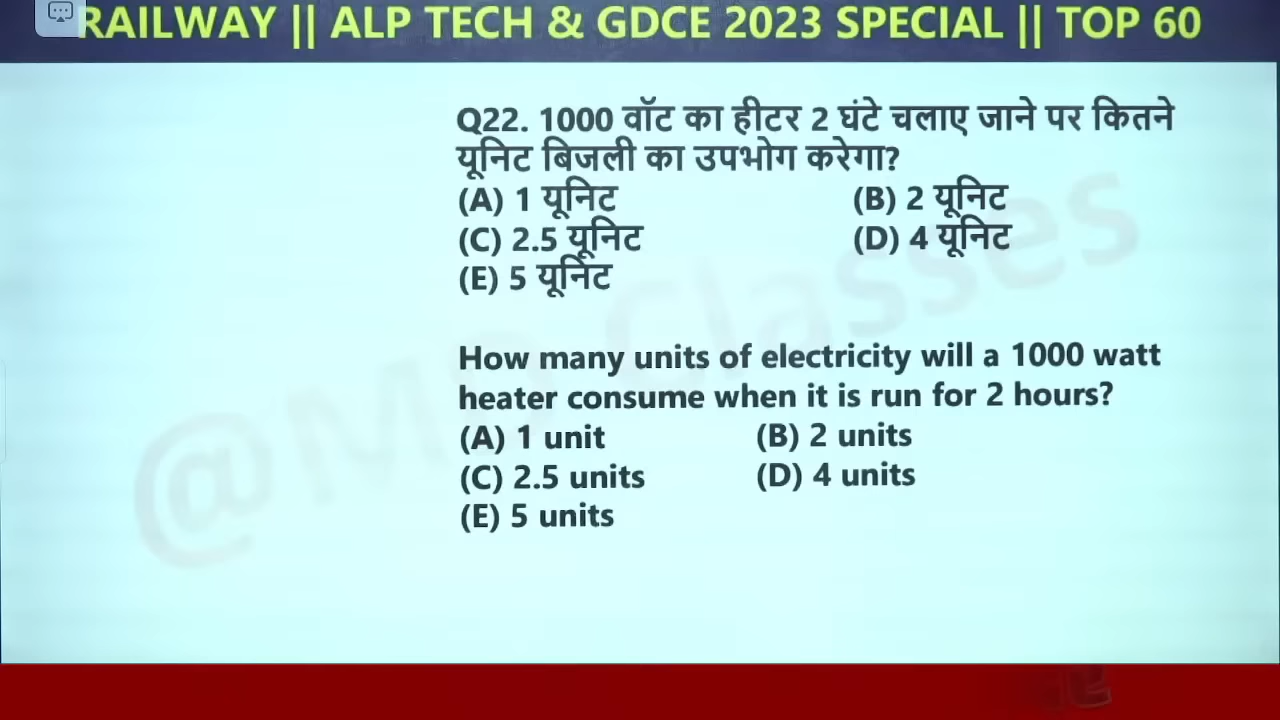 RAILWAY || ALP TECH & GDCE 2023 SPECIAL || TOP 60
Q22. 1000 वॉट का हीटर 2 घंटे चलाए जाने पर कितने
यूनिट बिजली का उपभोग करेगा?
(A) 1 यूनिट (B) 2 यूनिट
(C) 2.5 यूनिट (D) 4 यूनिट
(E) 5 यूनिट
How many units of electricity will a 1000 watt
heater consume when it is run for 2 hours?
(A) 1 unit (B) 2 units
(C) 2.5 units (D) 4 units
(E) 5 units